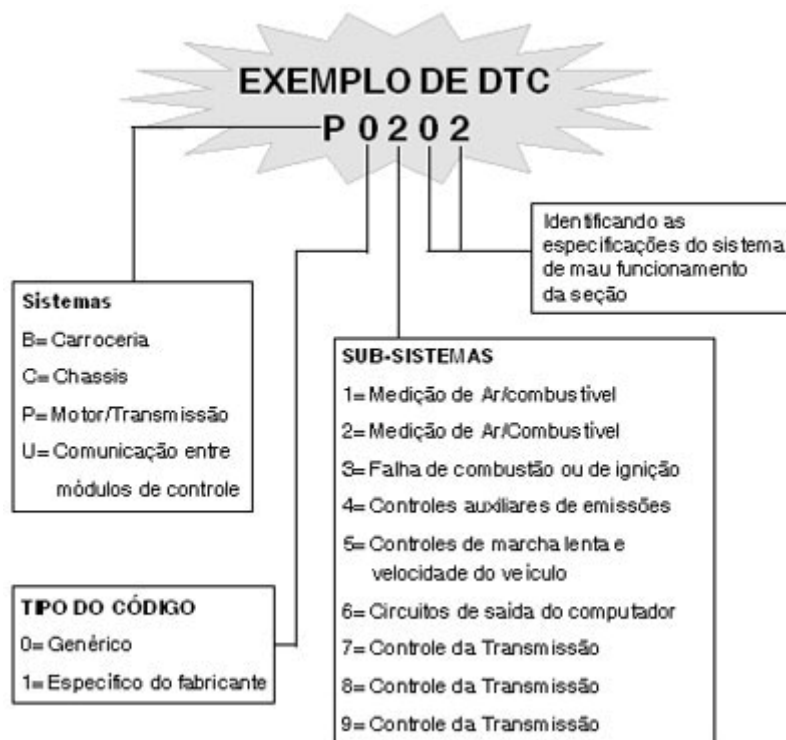 EXEMPLO DE DTC
P 0 2 0 2
Identificando as
especificações do sistema
de mau funcionamento
da seção
Sistemas
B= Carroceria
C= Chassis
P= Motor/Transmissão
U= Comunicação entre
módulos de controle
SUB-SISTEMAS
1= Medição de Ar/combustível
2= Medição de Ar/Combustível
3= Falha de combustão ou de ignição
4= Controles auxiliares de emissões
5= Controles de marcha lenta e
velocidade do veículo
6= Circuitos de saída do computador
7= Controle da Transmissão
8= Controle da Transmissão
9= Controle da Transmissão
TIPO DO CÓDIGO
0= Genérico
1= Específico do fabricante